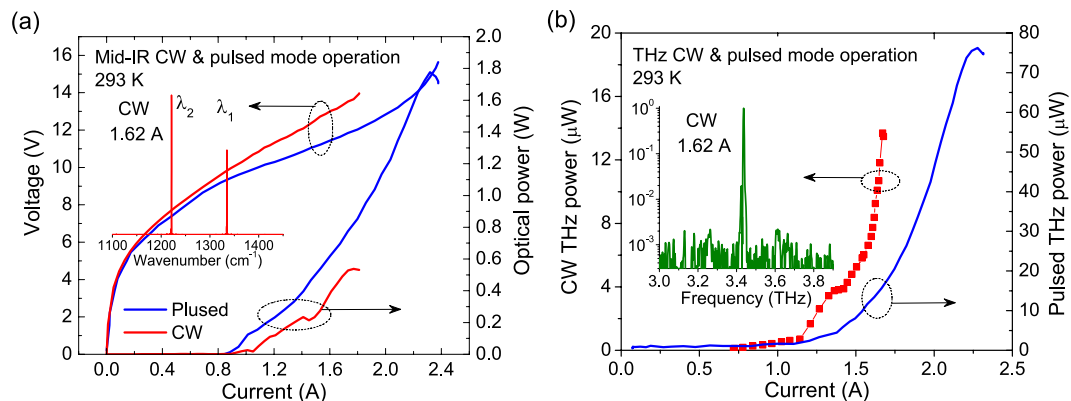 (a)
Mid-IR CW & pulsed mode operation
293 K
CW
1.62 A
λ2
λ1
1100 1200 1300 1400
Wavenumber (cm-1)
Plused
CW
Voltage (V)
0 2 4 6 8 10 12 14 16
Optical power (W)
0.0 0.2 0.4 0.6 0.8 1.0 1.2 1.4 1.6 1.8 2.0
0.0 0.4 0.8 1.2 1.6 2.0 2.4
Current (A)
(b)
THz CW & pulsed mode operation
293 K
CW
1.62 A
10^0
10^-1
10^-2
10^-3
3.0 3.2 3.4 3.6 3.8
Frequency (THz)
CW THz power (μW)
0 4 8 12 16 20
Pulsed THz power (μW)
0 10 20 30 40 50 60 70 80
0.0 0.5 1.0 1.5 2.0 2.5
Current (A)